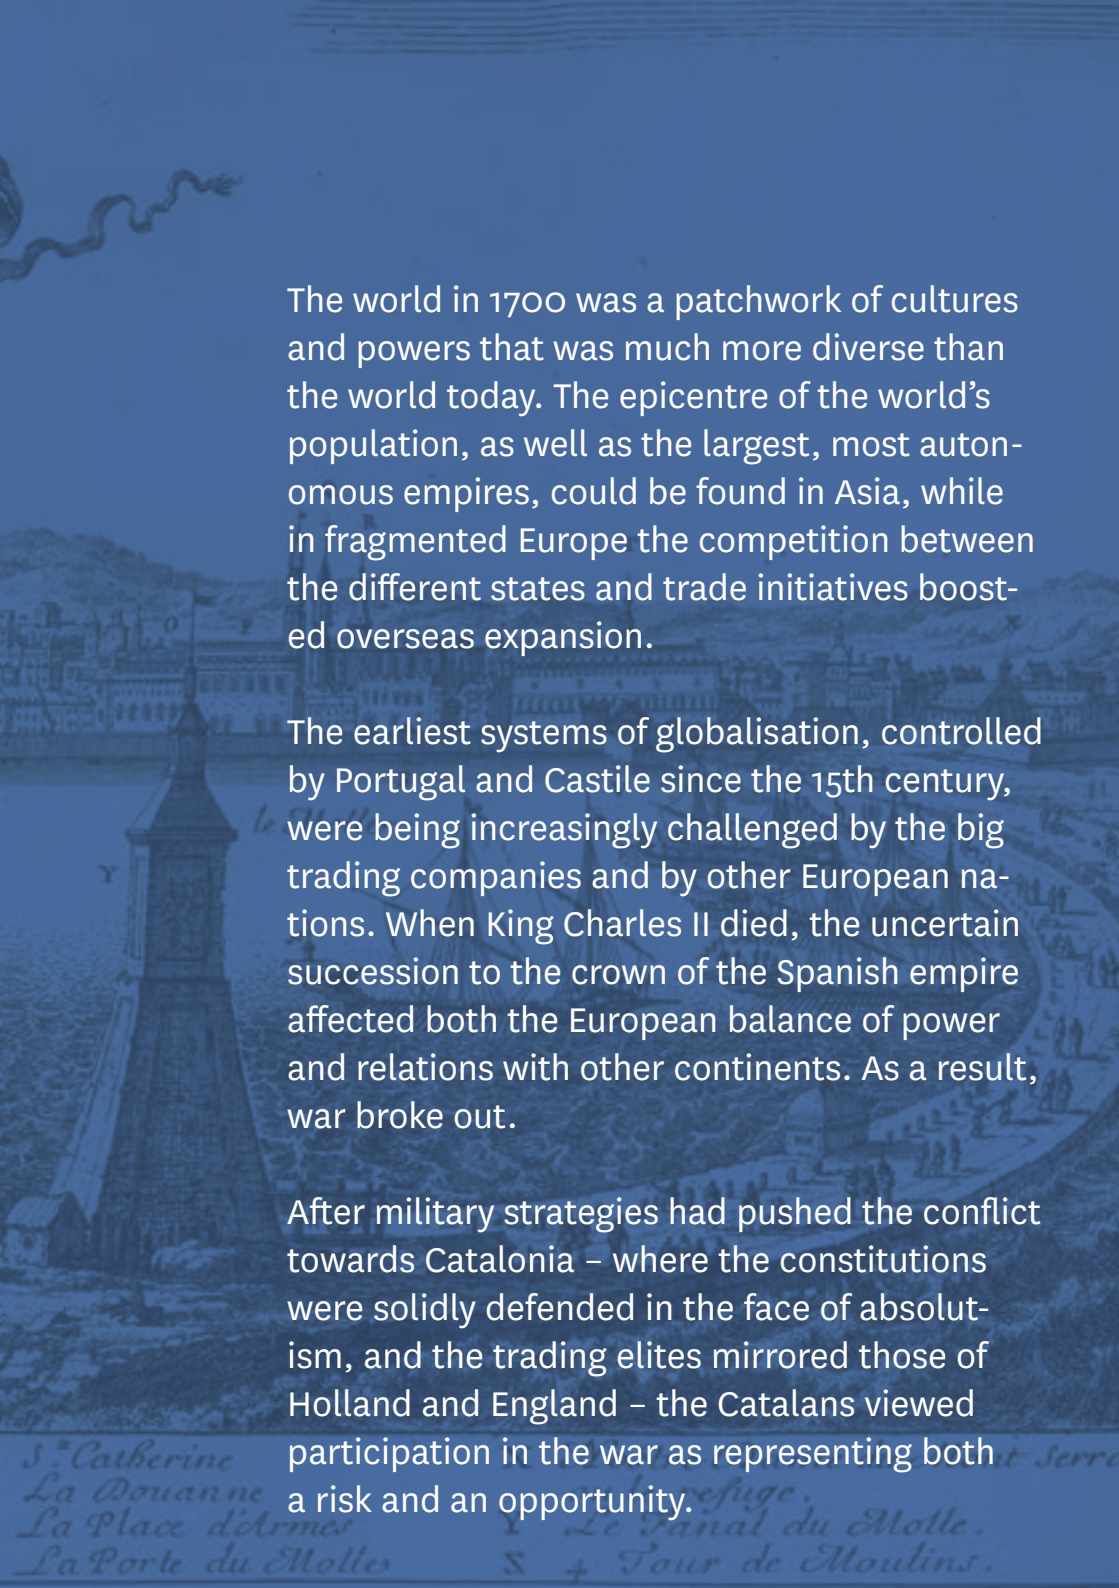 The world in 1700 was a patchwork of cultures
and powers that was much more diverse than
the world today. The epicentre of the world’s
population, as well as the largest, most auton-
omous empires, could be found in Asia, while
in fragmented Europe the competition between
the different states and trade initiatives boost-
ed overseas expansion.
The earliest systems of globalisation, controlled
by Portugal and Castile since the 15th century,
were being increasingly challenged by the big
trading companies and by other European na-
tions. When King Charles II died, the uncertain
succession to the crown of the Spanish empire
affected both the European balance of power
and relations with other continents. As a result,
war broke out.
After military strategies had pushed the conflict
towards Catalonia – where the constitutions
were solidly defended in the face of absolut-
ism, and the trading elites mirrored those of
Holland and England – the Catalans viewed
participation in the war as representing both
a risk and an opportunity.
Y
Catherine
La Douanne refuge.
La Place d'Armes Y Le Fanal du Molle.
La Porte du Molle Z 4 Tour de Moulins.